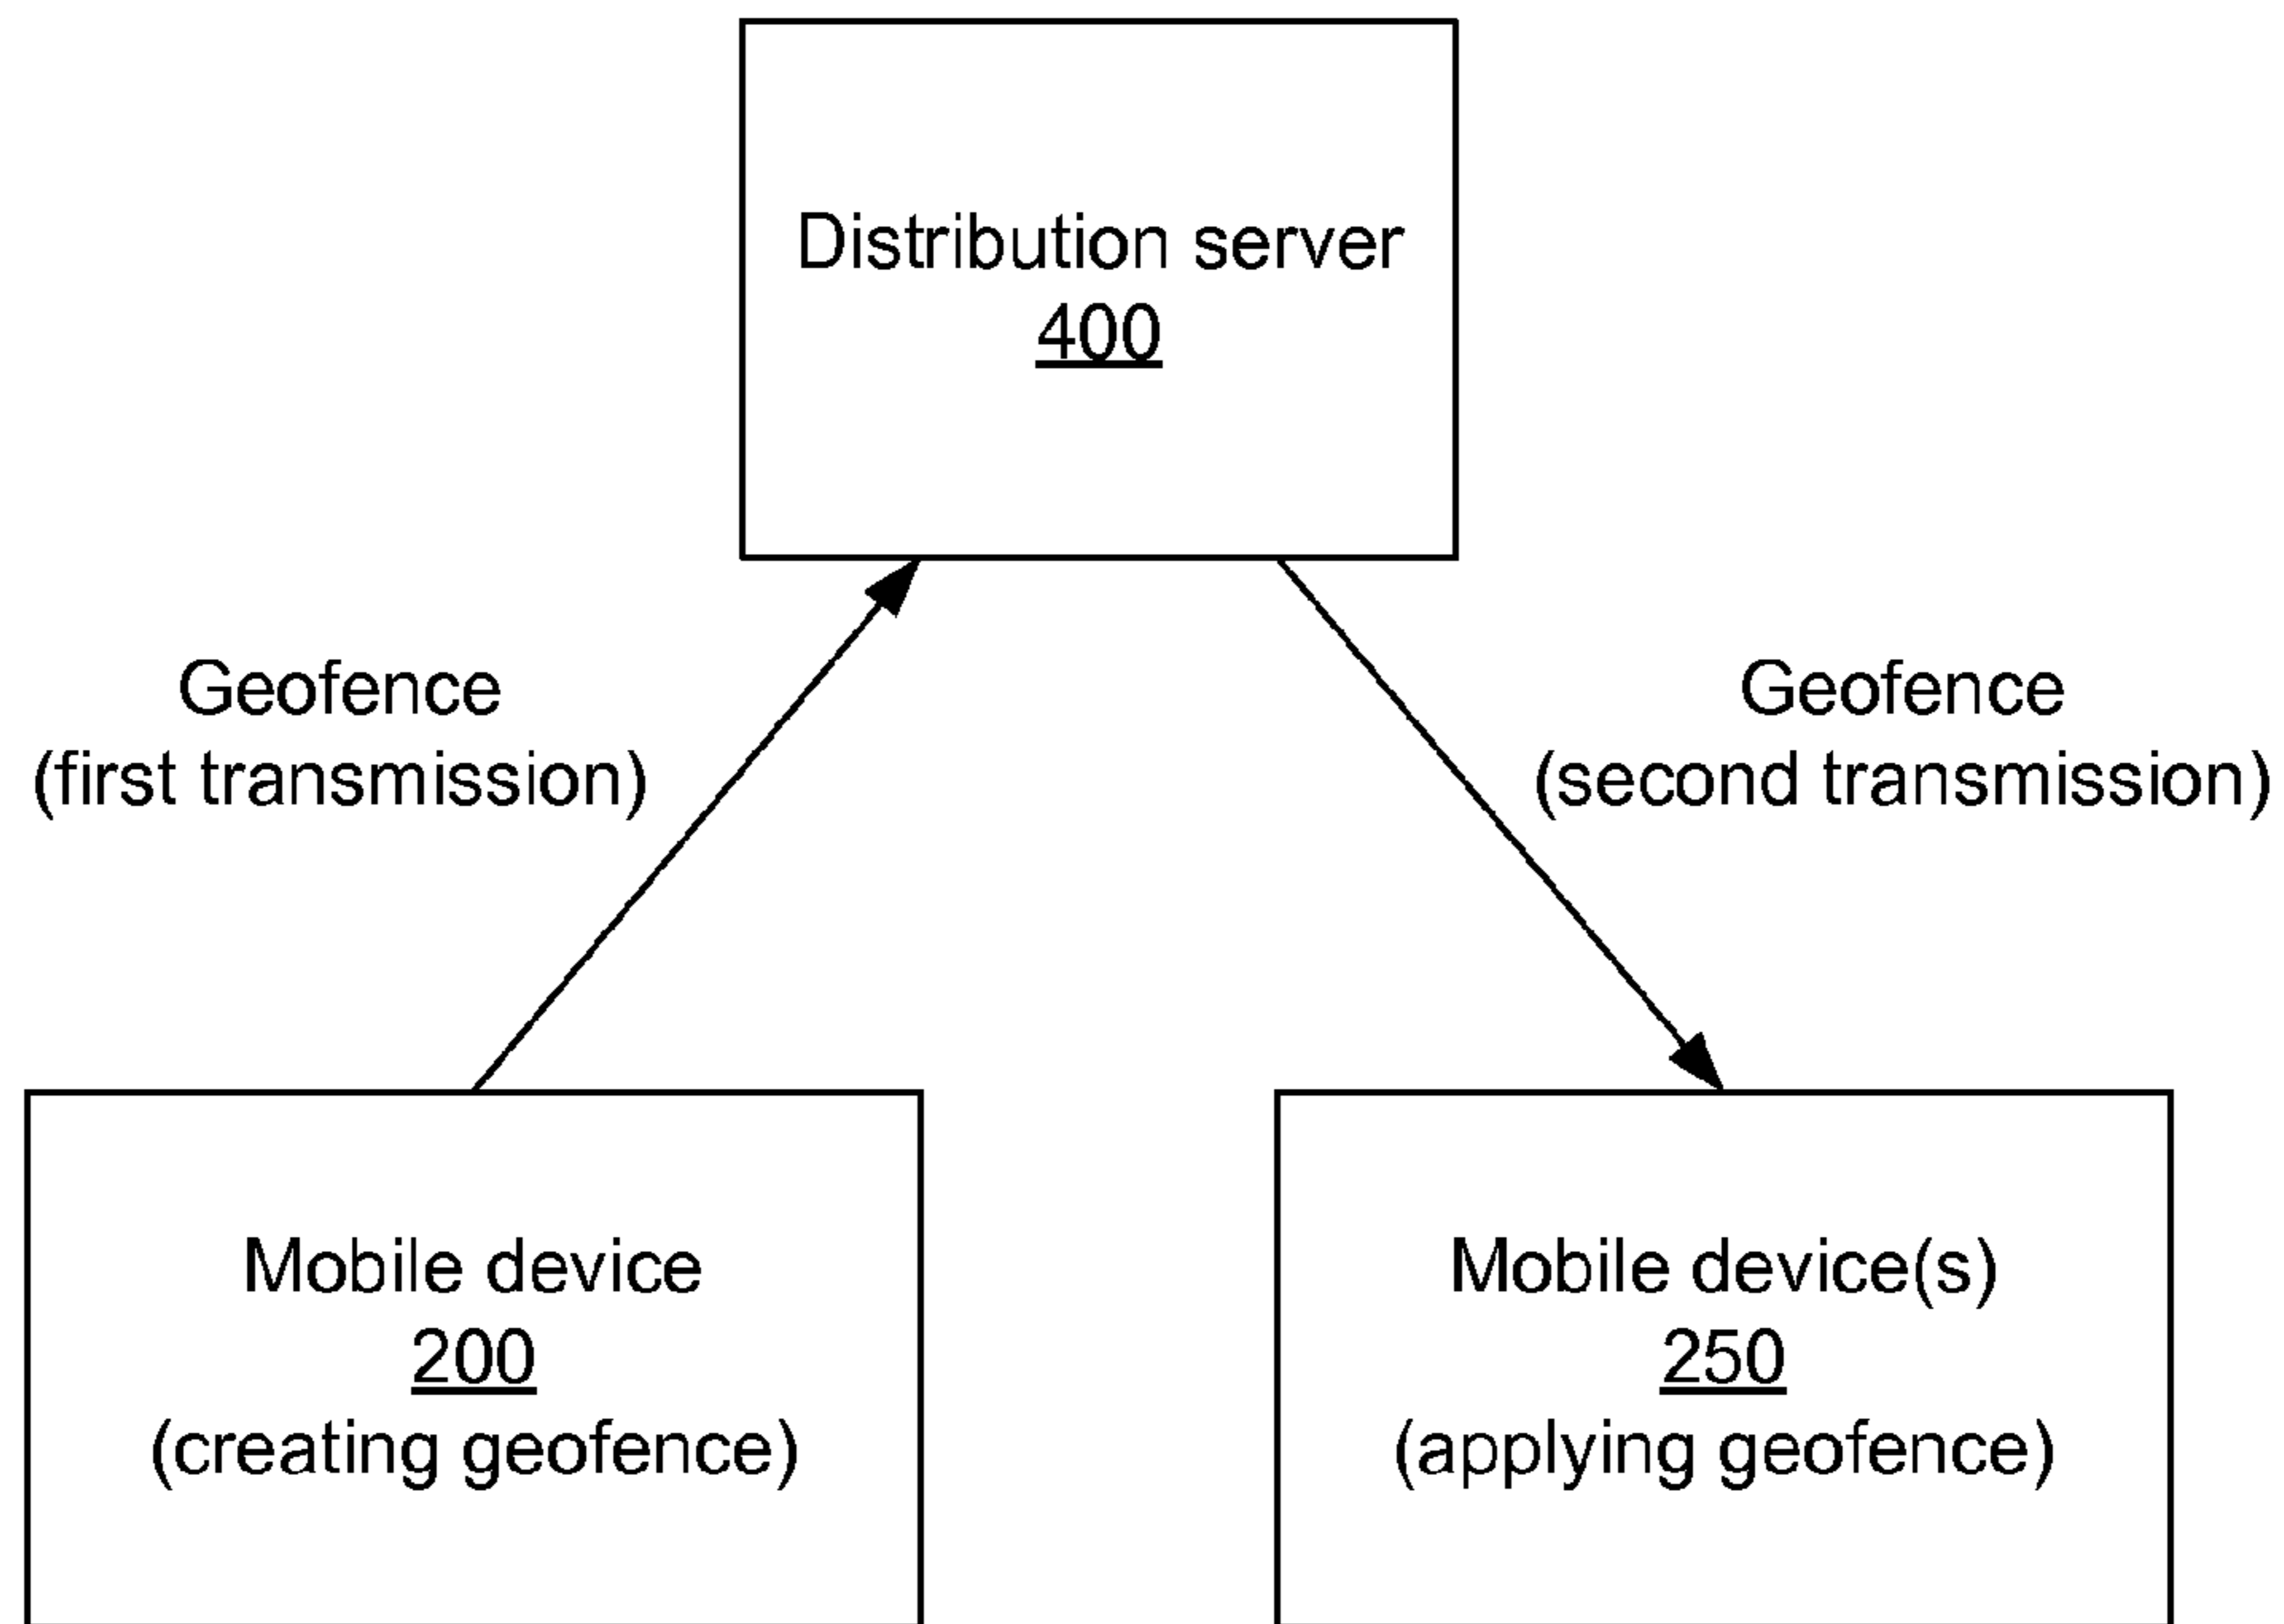 Distribution server
400
Geofence
(first transmission)
Geofence
(second transmission)
Mobile device
200
(creating geofence)
Mobile device(s)
250
(applying geofence)